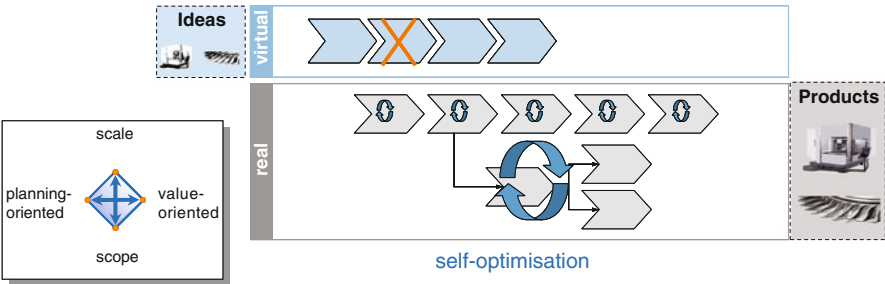 Ideas
virtual
real
Products
scale
planning-
oriented
value-
oriented
scope
self-optimisation